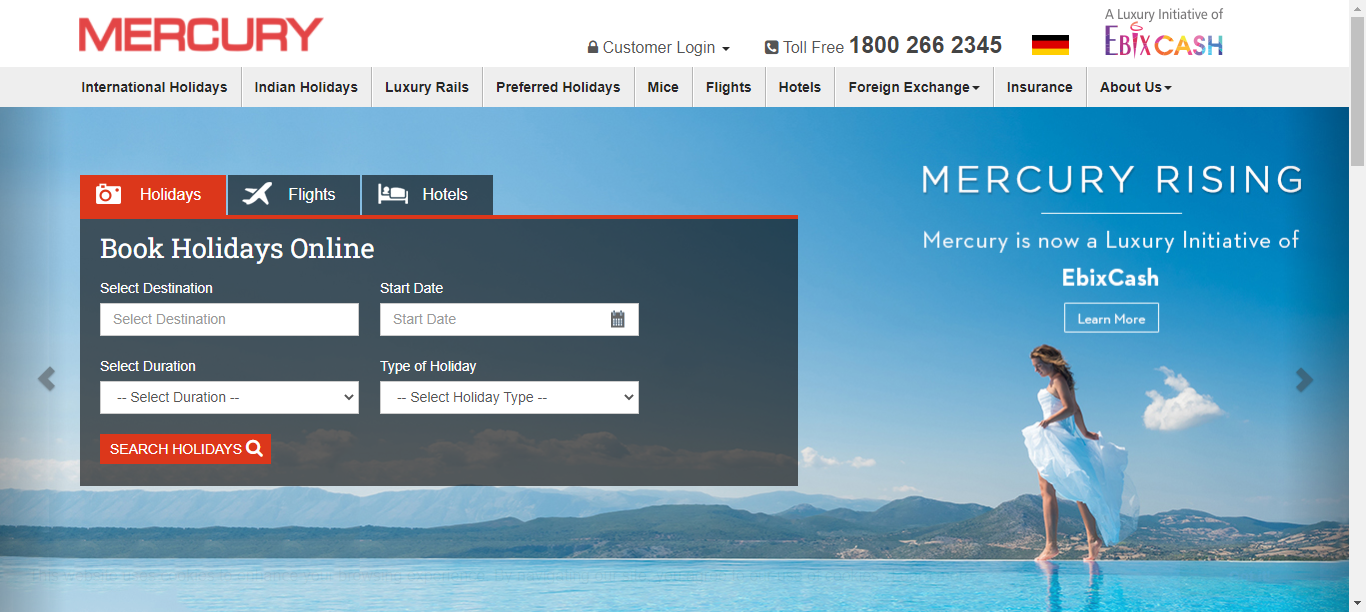 MERCURY
Customer Login
Toll Free 1800 266 2345
A Luxury Initiative of
EBIXCASH
International Holidays
Indian Holidays
Luxury Rails
Preferred Holidays
Mice
Flights
Hotels
Foreign Exchange
Insurance
About Us
Holidays
Flights
Hotels
Book Holidays Online
Select Destination
Start Date
Select Destination
Start Date
Select Duration
Type of Holiday
-- Select Duration --
-- Select Holiday Type --
SEARCH HOLIDAYS
MERCURY RISING
Mercury is now a Luxury Initiative of
EbixCash
Learn More